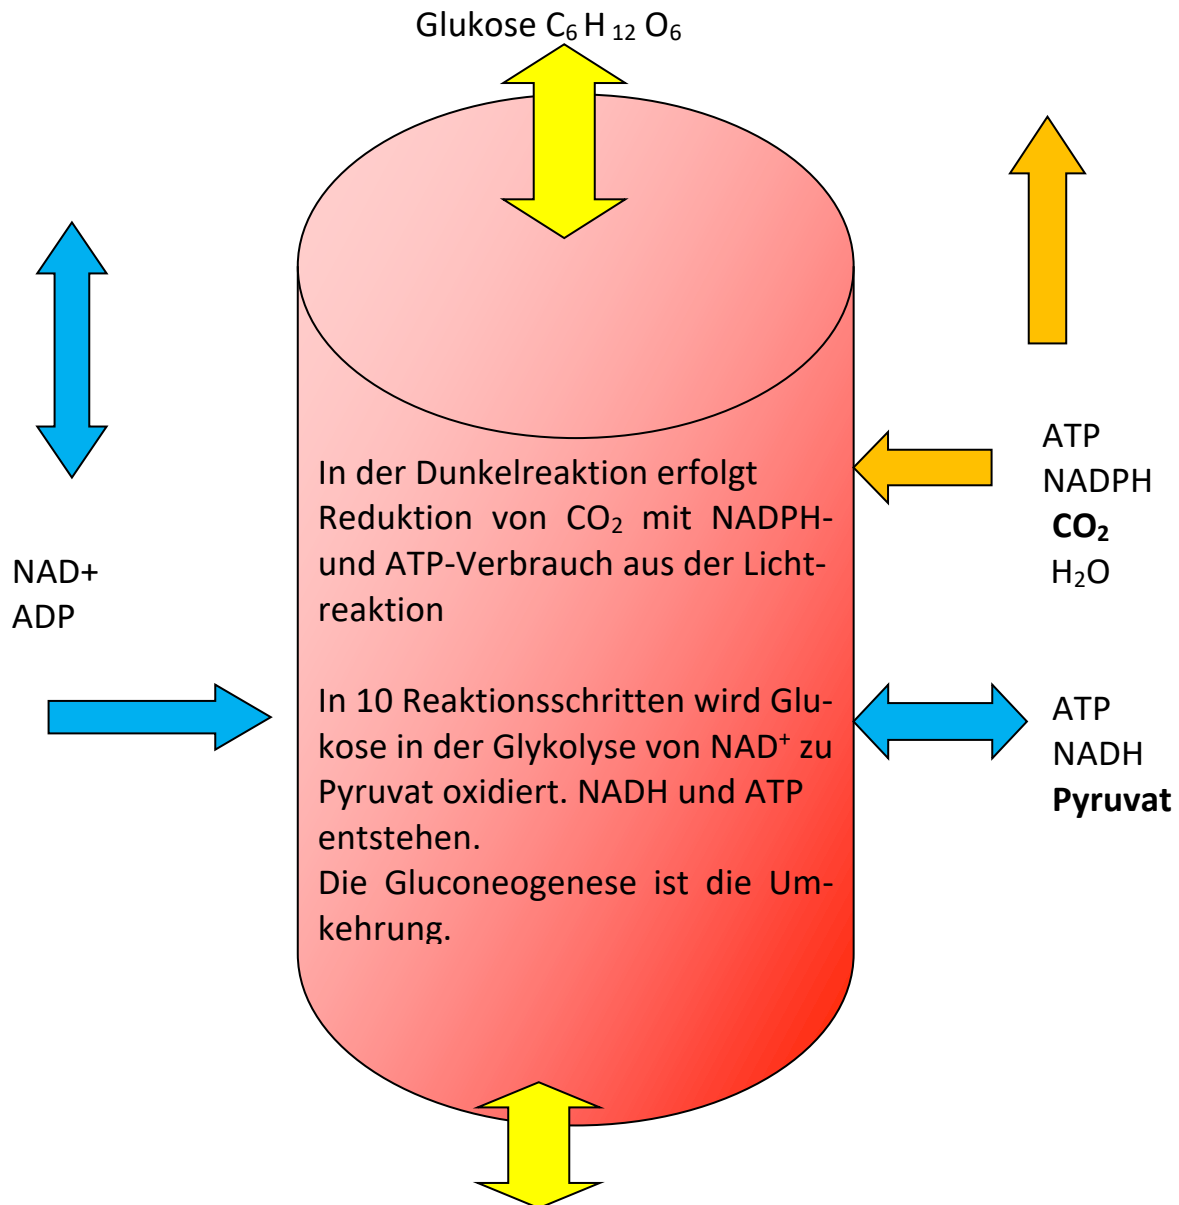 Glukose C₆ H ₁₂ O₆
In der Dunkelreaktion erfolgt
Reduktion von CO₂ mit NADPH-
und ATP-Verbrauch aus der Licht-
reaktion
In 10 Reaktionsschritten wird Glu-
kose in der Glykolyse von NAD⁺ zu
Pyruvat oxidiert. NADH und ATP
entstehen.
Die Gluconeogenese ist die Um-
kehrung.
NAD+
ADP
ATP
NADPH
CO₂
H₂O
ATP
NADH
Pyruvat